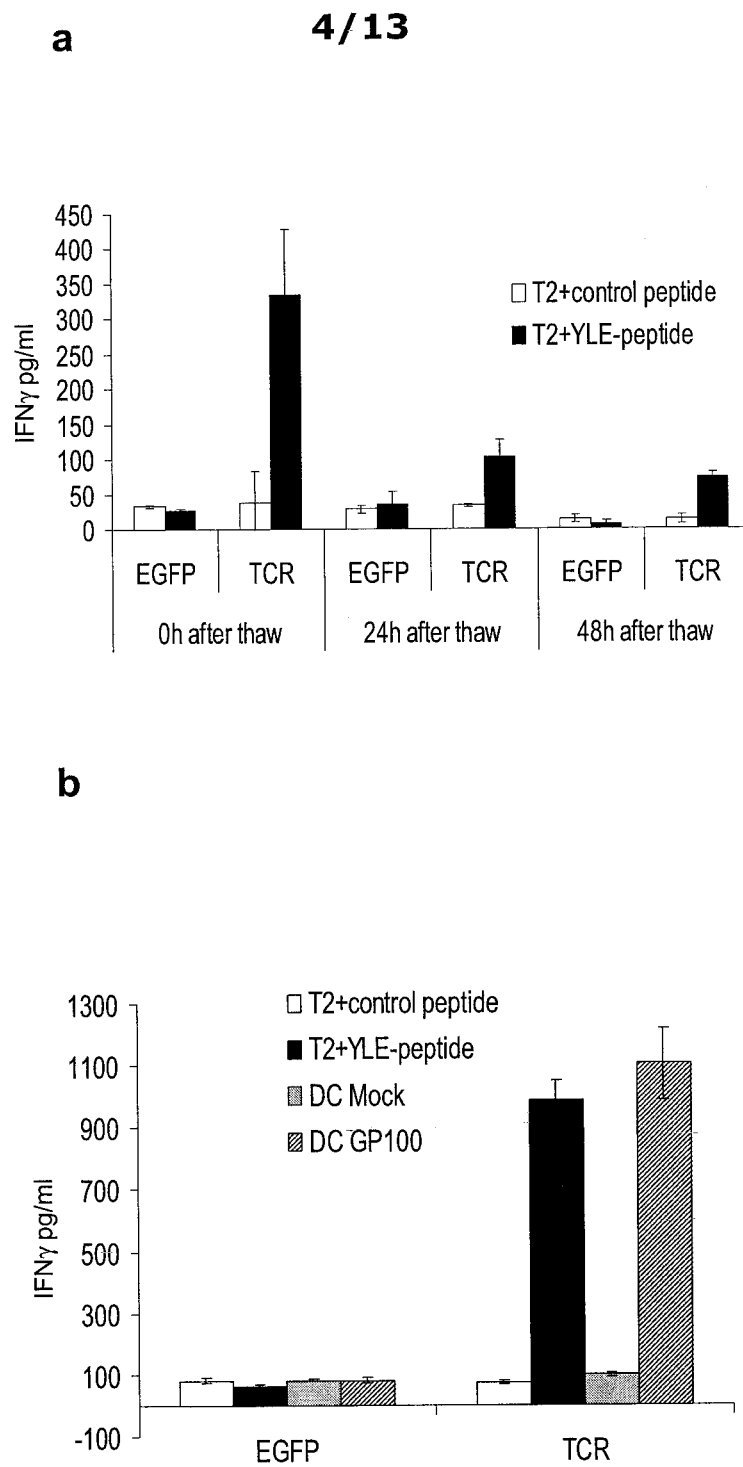 a
4/13
450
400
350
300
250
200
150
100
50
0
IFNγ pg/ml
T2+control peptide
T2+YLE-peptide
EGFP TCR EGFP TCR EGFP TCR
0h after thaw 24h after thaw 48h after thaw
b
1300
1100
900
700
500
300
100
-100
IFNγ pg/ml
T2+control peptide
T2+YLE-peptide
DC Mock
DC GP100
EGFP TCR